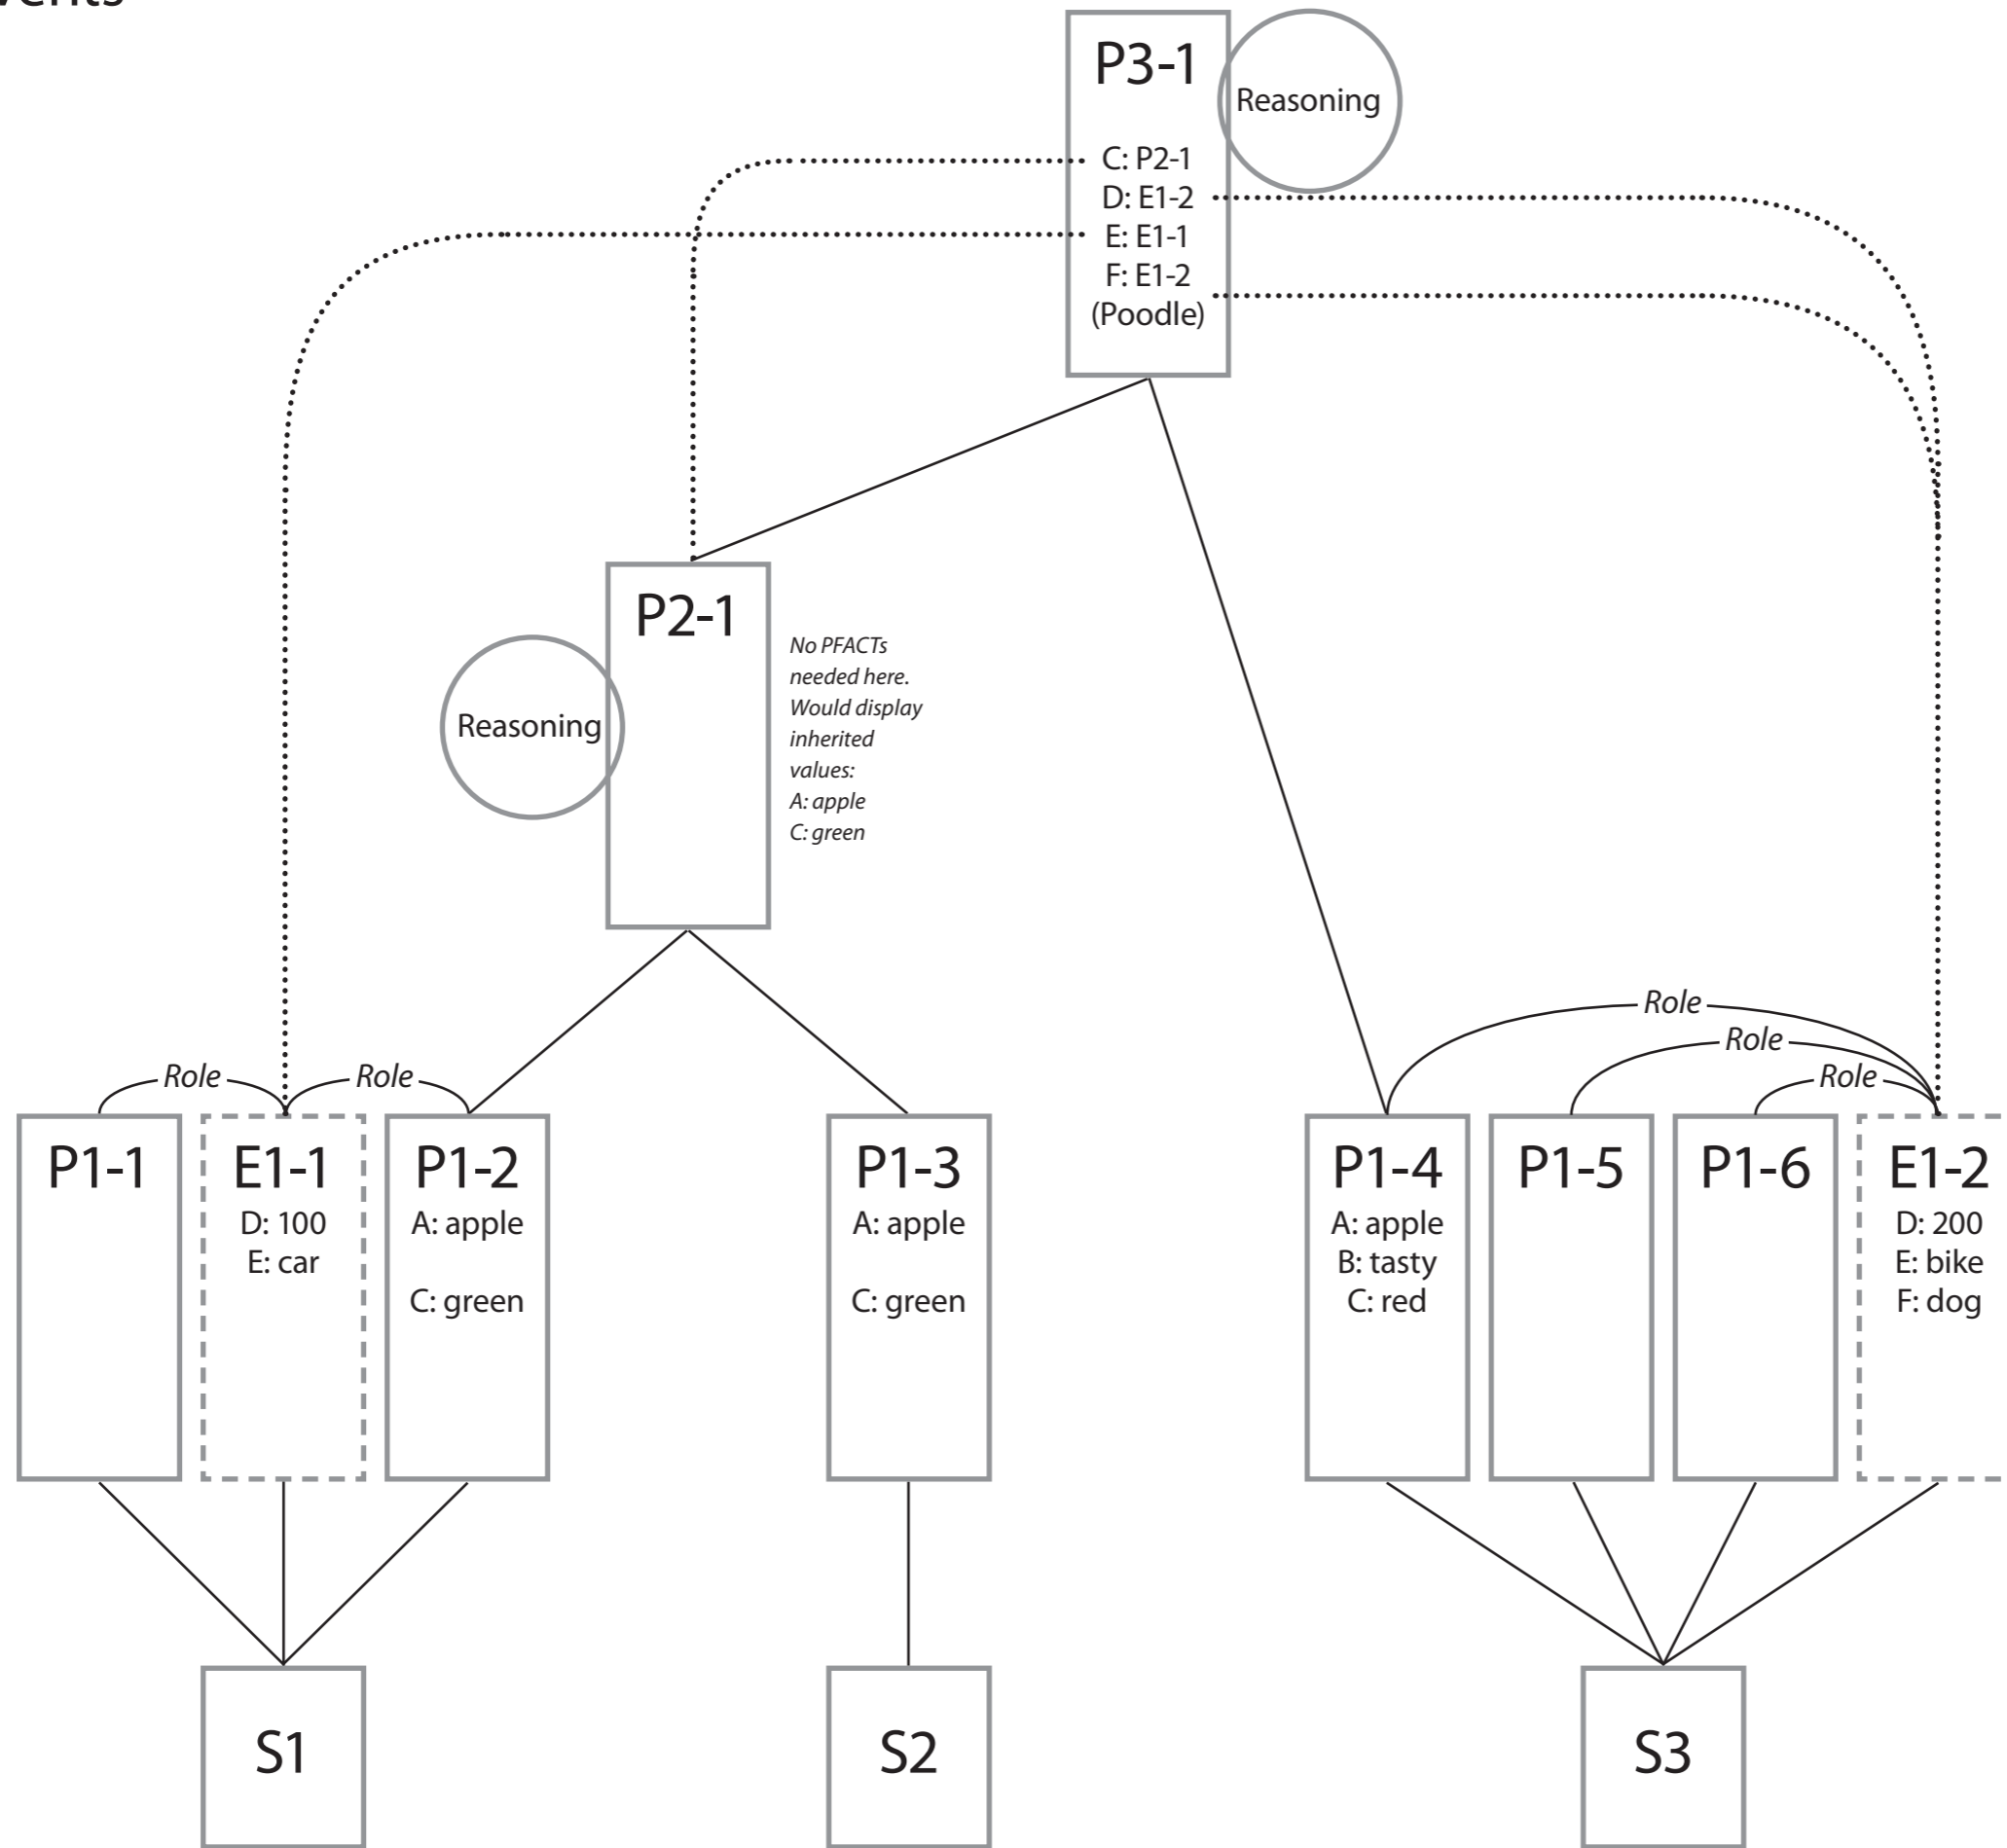 P3-1
Reasoning
C: P2-1
D: E1-2
E: E1-1
F: E1-2
(Poodle)
P2-1
Reasoning
No PFACTs
needed here.
Would display
inherited
values:
A: apple
C: green
Role
Role
Role
Role
Role
P1-1
E1-1
D: 100
E: car
P1-2
A: apple
C: green
P1-3
A: apple
C: green
P1-4
A: apple
B: tasty
C: red
P1-5
P1-6
E1-2
D: 200
E: bike
F: dog
S1
S2
S3